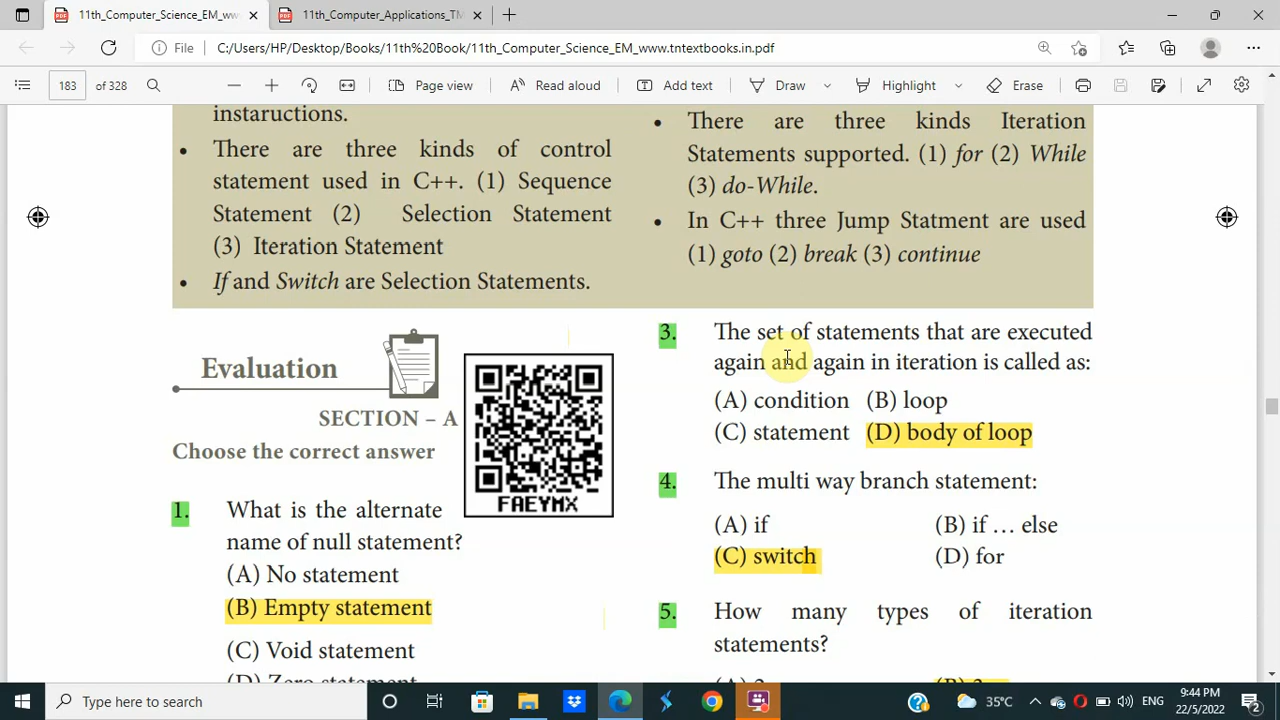 11th_Computer_Science_EM_ww
11th_Computer_Applications_TM
File
C:/Users/HP/Desktop/Books/11th%20Book/11th_Computer_Science_EM_www.tntextbooks.in.pdf
183 of 328
Page view
Read aloud
Add text
Draw
Highlight
Erase
instaructions.
• There are three kinds of control
statement used in C++. (1) Sequence
Statement (2) Selection Statement
(3) Iteration Statement
• If and Switch are Selection Statements.
• There are three kinds Iteration
Statements supported. (1) for (2) While
(3) do-While.
• In C++ three Jump Statment are used
(1) goto (2) break (3) continue
Evaluation
SECTION – A
Choose the correct answer
FAEYMX
1. What is the alternate
name of null statement?
(A) No statement
(B) Empty statement
(C) Void statement
(D) Zero statement
3. The set of statements that are executed
again and again in iteration is called as:
(A) condition (B) loop
(C) statement (D) body of loop
4. The multi way branch statement:
(A) if (B) if … else
(C) switch (D) for
5. How many types of iteration
statements?
(A) 2 (B) 3
Type here to search
35°C
ENG
9:44 PM
22/5/2022
2